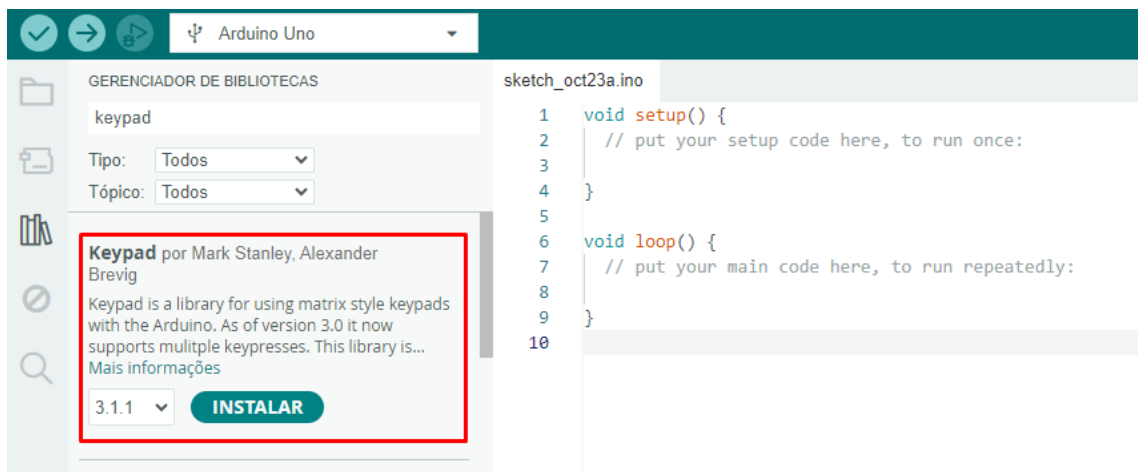 Arduino Uno
GERENCIADOR DE BIBLIOTECAS
keypad
Tipo: Todos
Tópico: Todos
Keypad por Mark Stanley, Alexander
Brevig
Keypad is a library for using matrix style keypads
with the Arduino. As of version 3.0 it now
supports mulitple keypresses. This library is...
Mais informações
3.1.1 INSTALAR
sketch_oct23a.ino
1 void setup() {
2 // put your setup code here, to run once:
3
4 }
5
6 void loop() {
7 // put your main code here, to run repeatedly:
8
9 }
10